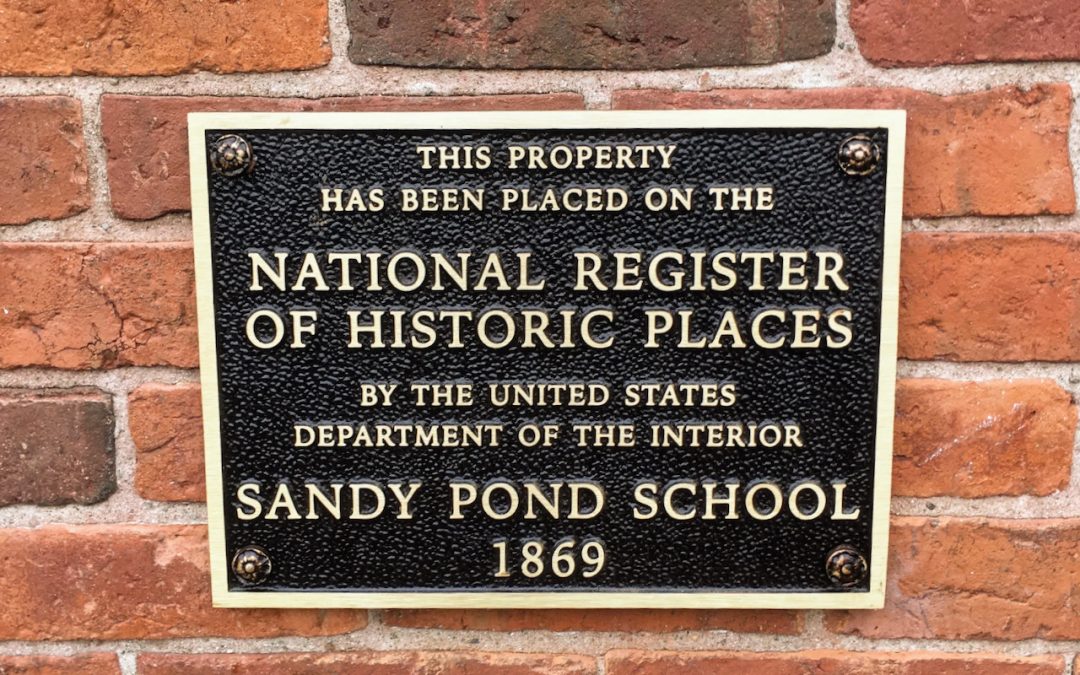 THIS PROPERTY
HAS BEEN PLACED ON THE
NATIONAL REGISTER
OF HISTORIC PLACES
BY THE UNITED STATES
DEPARTMENT OF THE INTERIOR
SANDY POND SCHOOL
1869